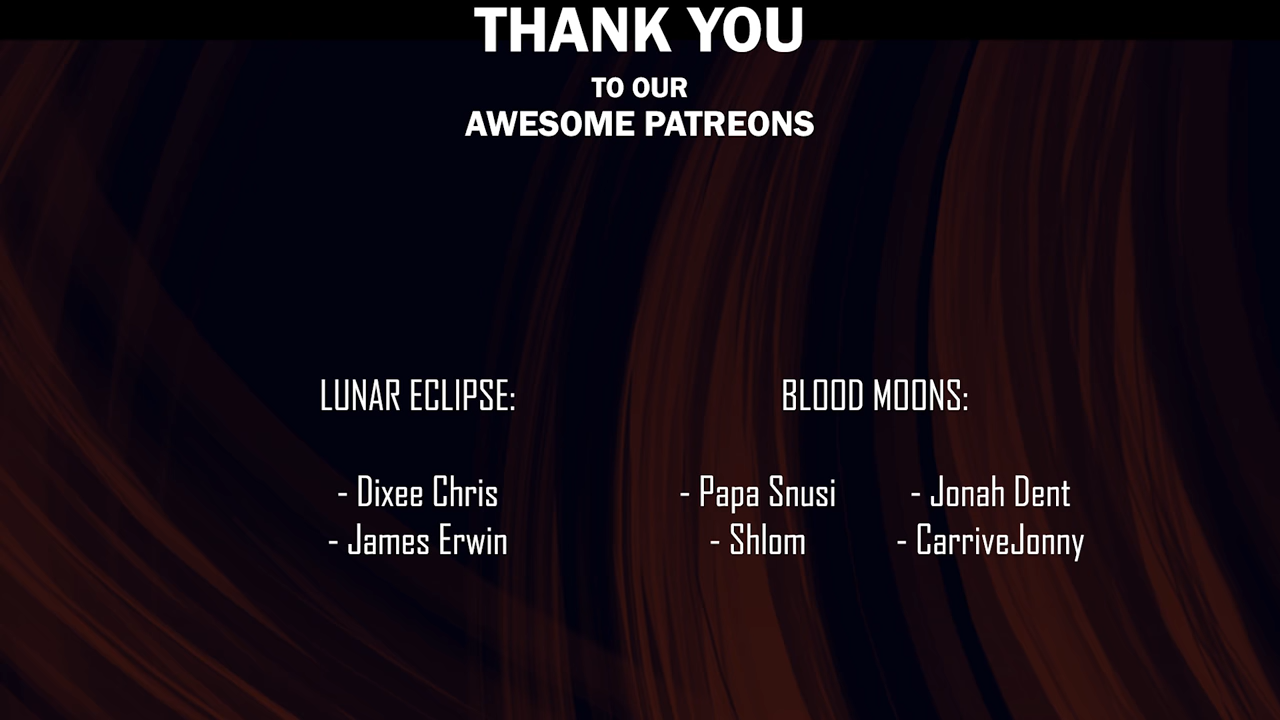 THANK YOU
TO OUR
AWESOME PATREONS
LUNAR ECLIPSE:
- Dixee Chris
- James Erwin
BLOOD MOONS:
- Papa Snusi
- Shlom
- Jonah Dent
- CarriveJonny